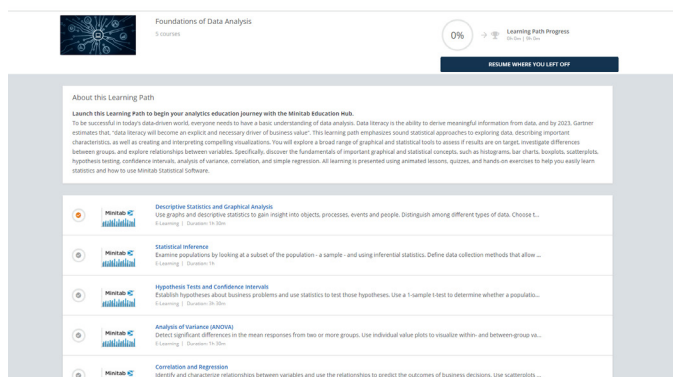 Foundations of Data Analysis
5 courses
0%
Learning Path Progress
0h 0m | 9h 0m
RESUME WHERE YOU LEFT OFF
About this Learning Path
Launch this Learning Path to begin your analytics education journey with the Minitab Education Hub.
To be successful in today's data-driven world, everyone needs to have a basic understanding of data analysis. Data literacy is the ability to derive meaningful information from data, and by 2023, Gartner
estimates that, "data literacy will become an explicit and necessary driver of business value". This learning path emphasizes sound statistical approaches to exploring data, describing important
characteristics, as well as creating and interpreting compelling visualizations. You will explore a broad range of graphical and statistical tools to assess if results are on target, investigate differences
between groups, and explore relationships between variables. Specifically, discover the fundamentals of important graphical and statistical concepts, such as histograms, bar charts, boxplots, scatterplots,
hypothesis testing, confidence intervals, analysis of variance, correlation, and simple regression. All learning is presented using animated lessons, quizzes, and hands-on exercises to help you easily learn
statistics and how to use Minitab Statistical Software.
Minitab
Descriptive Statistics and Graphical Analysis
Use graphs and descriptive statistics to gain insight into objects, processes, events and people. Distinguish among different types of data. Choose t...
E-Learning | Duration: 1h 30m
Minitab
Statistical Inference
Examine populations by looking at a subset of the population - a sample - and using inferential statistics. Define data collection methods that allow ...
E-Learning | Duration: 1h
Minitab
Hypothesis Tests and Confidence Intervals
Establish hypotheses about business problems and use statistics to test those hypotheses. Use a 1-sample t-test to determine whether a populatio...
E-Learning | Duration: 3h 30m
Minitab
Analysis of Variance (ANOVA)
Detect significant differences in the mean responses from two or more groups. Use individual value plots to visualize within- and between-group va...
E-Learning | Duration: 1h 30m
Minitab
Correlation and Regression
Identify and characterize relationships between variables and use the relationships to predict the outcomes of business decisions. Use scatterplots ...